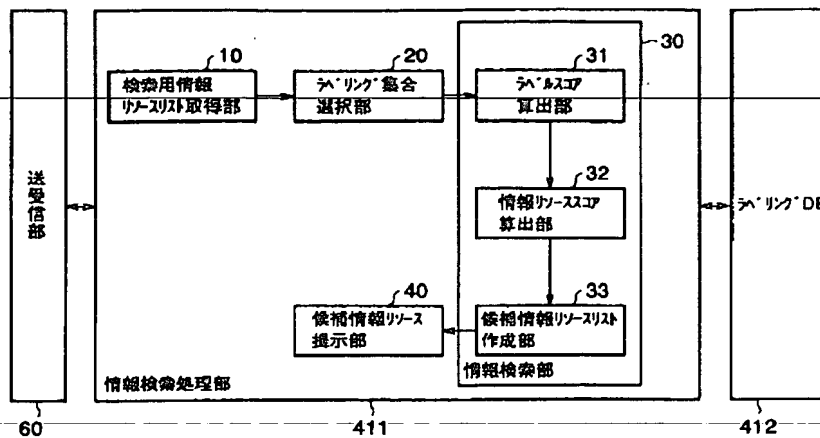 30
10
検索用情報
リソースリスト取得部
20
ラベリング集合
選択部
31
ラベルスコア
算出部
送受信部
32
情報リソーススコア
算出部
ラベリングDB
40
候補情報リソース
提示部
33
候補情報リソースリスト
作成部
情報検索部
情報検索処理部
60
411
412